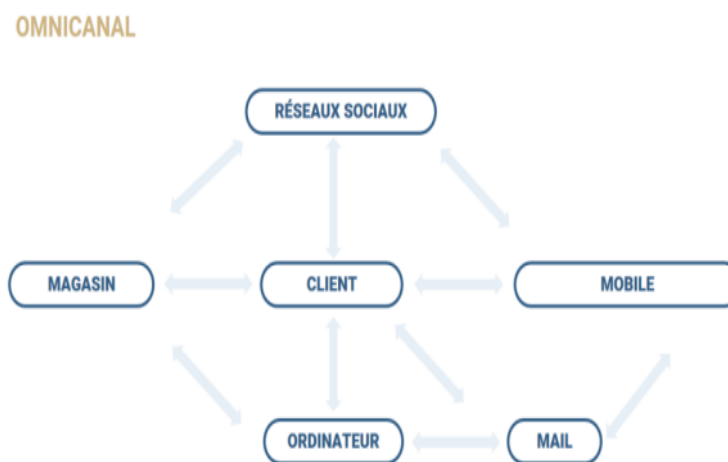 OMNICANAL
RÉSEAUX SOCIAUX
MAGASIN
CLIENT
MOBILE
ORDINATEUR
MAIL